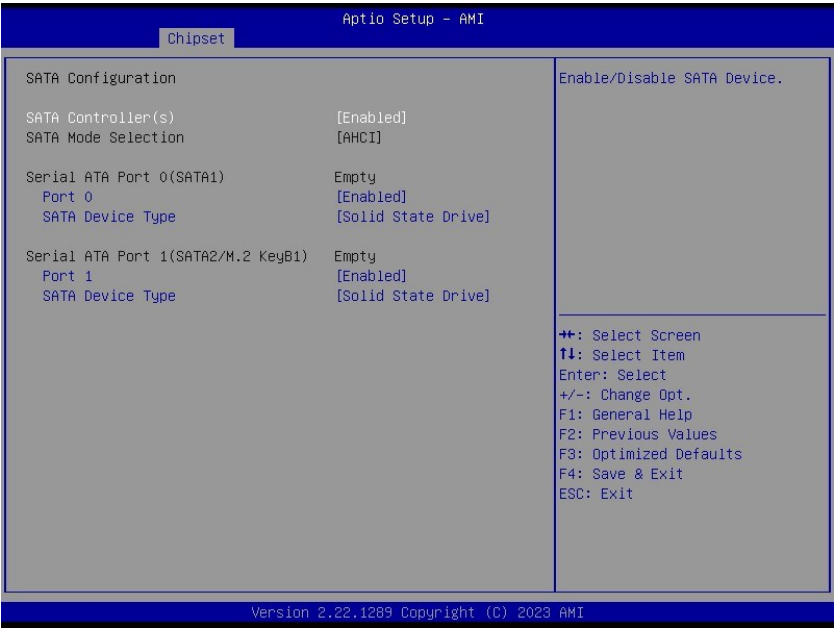 Aptio Setup - AMI
Chipset
SATA Configuration
SATA Controller(s) [Enabled]
SATA Mode Selection [AHCI]
Serial ATA Port 0(SATA1) Empty
Port 0 [Enabled]
SATA Device Type [Solid State Drive]
Serial ATA Port 1(SATA2/M.2 KeyB1) Empty
Port 1 [Enabled]
SATA Device Type [Solid State Drive]
Enable/Disable SATA Device.
→←: Select Screen
↑↓: Select Item
Enter: Select
+/-: Change Opt.
F1: General Help
F2: Previous Values
F3: Optimized Defaults
F4: Save & Exit
ESC: Exit
Version 2.22.1289 Copyright (C) 2023 AMI